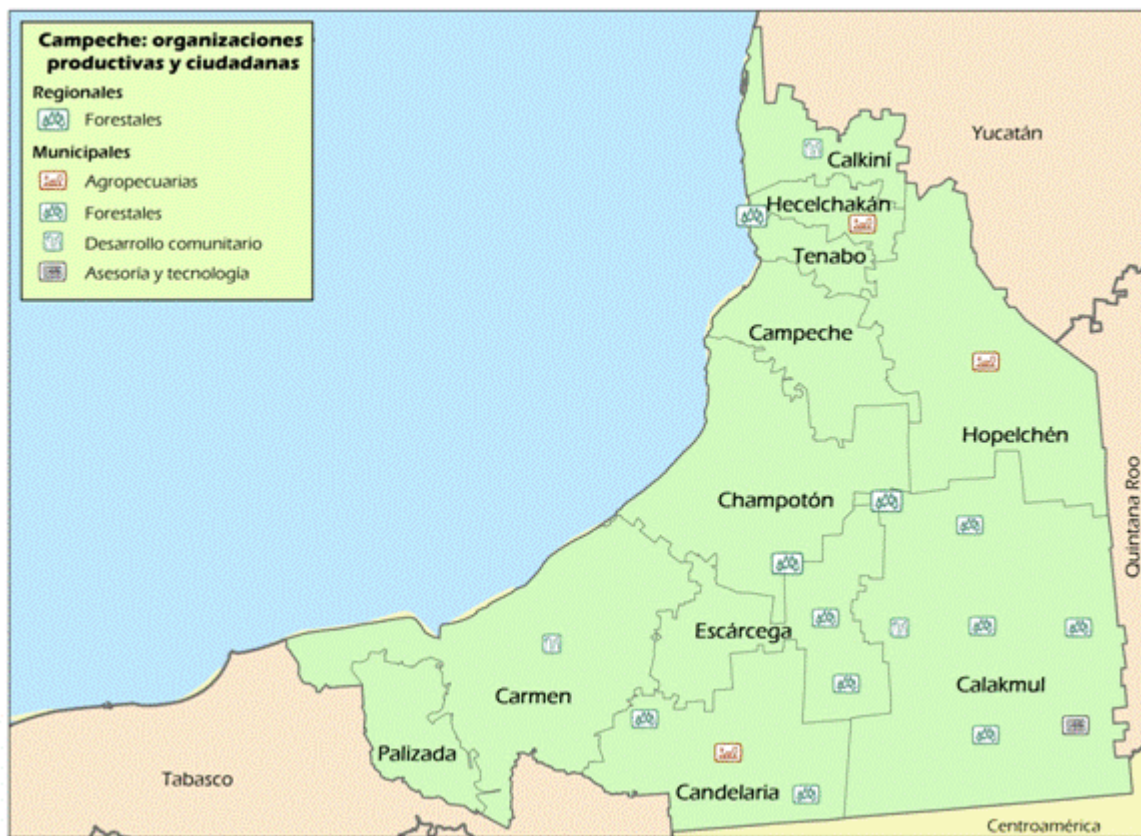 Campeche: organizaciones
productivas y ciudadanas
Regionales
Forestales
Municipales
Agropecuarias
Forestales
Desarrollo comunitario
Asesoría y tecnología
Yucatán
Calkiní
Hecelchakán
Tenabo
Campeche
Hopelchén
Quintana Roo
Champotón
Escárcega
Calakmul
Carmen
Palizada
Tabasco
Candelaria
Centroamérica